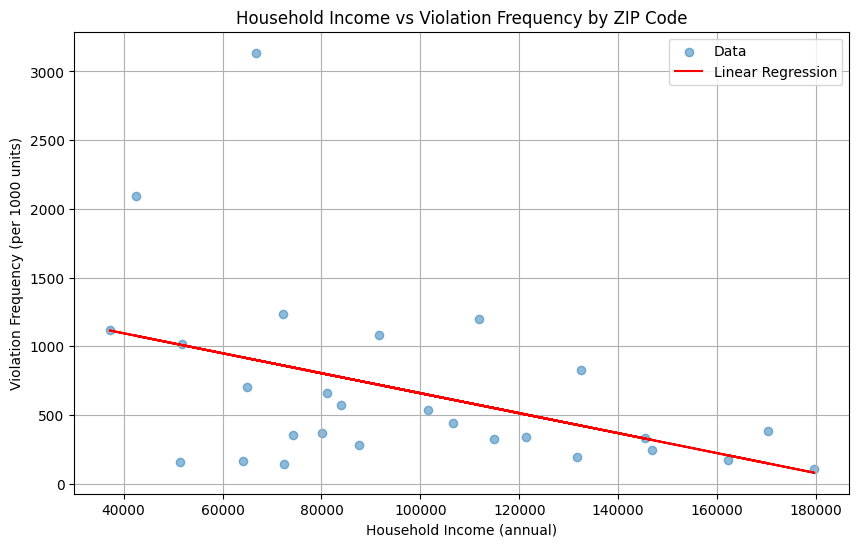 Household Income vs Violation Frequency by ZIP Code
Data
Linear Regression
Violation Frequency (per 1000 units)
3000
2500
2000
1500
1000
500
0
40000 60000 80000 100000 120000 140000 160000 180000
Household Income (annual)